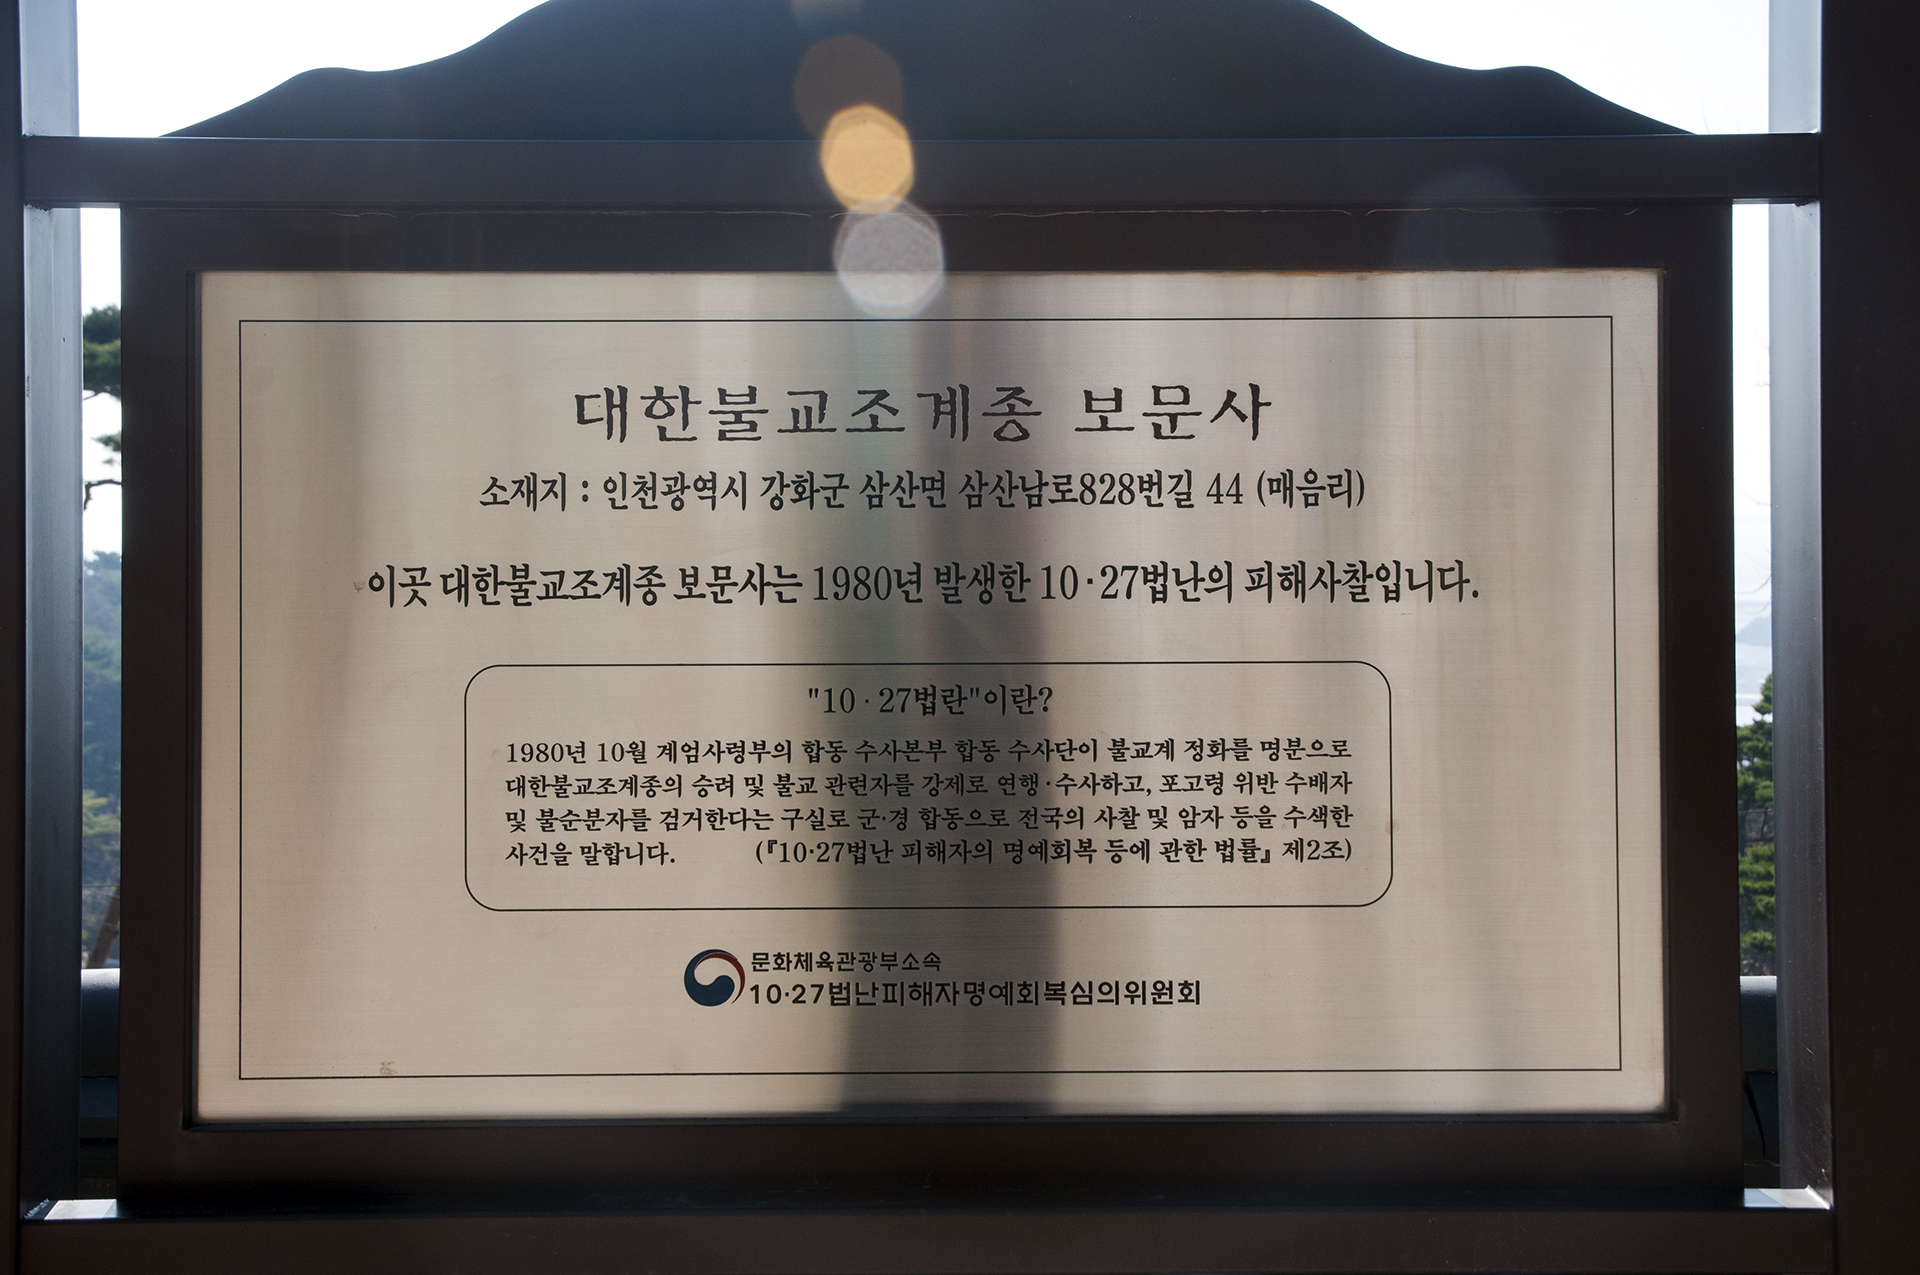 대한불교조계종 보문사
소재지 : 인천광역시 강화군 삼산면 삼산남로828번길 44 (매음리)
이곳 대한불교조계종 보문사는 1980년 발생한 10·27법난의 피해사찰입니다.
"10·27법란"이란?
1980년 10월 계엄사령부의 합동 수사본부 합동 수사단이 불교계 정화를 명분으로
대한불교조계종의 승려 및 불교 관련자를 강제로 연행·수사하고, 포고령 위반 수배자
및 불순분자를 검거한다는 구실로 군·경 합동으로 전국의 사찰 및 암자 등을 수색한
사건을 말합니다. (『10·27법난 피해자의 명예회복 등에 관한 법률』 제2조)
문화체육관광부소속
10·27법난피해자명예회복심의위원회